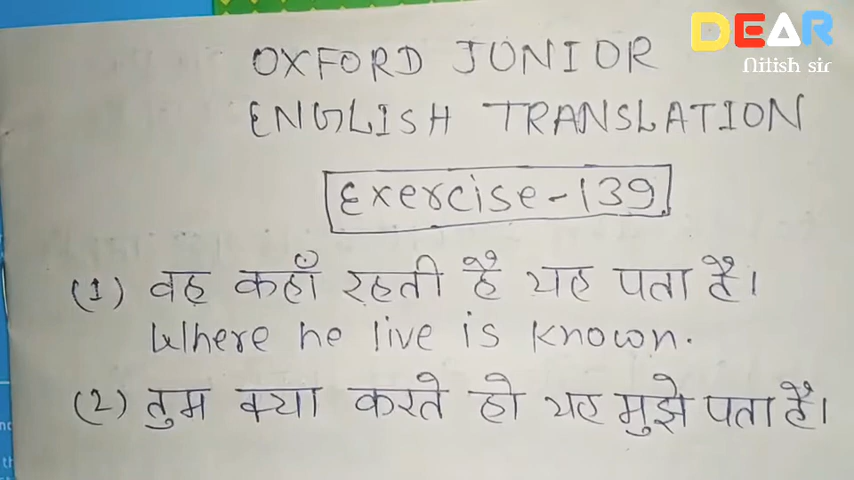 DEAR
Nitish sir
OXFORD JUNIOR
ENGLISH TRANSLATION
Exercise-139
(1) वह कहाँ रहती है यह पता है।
Where he live is known.
(2) तुम क्या करते हो यह मुझे पता है।